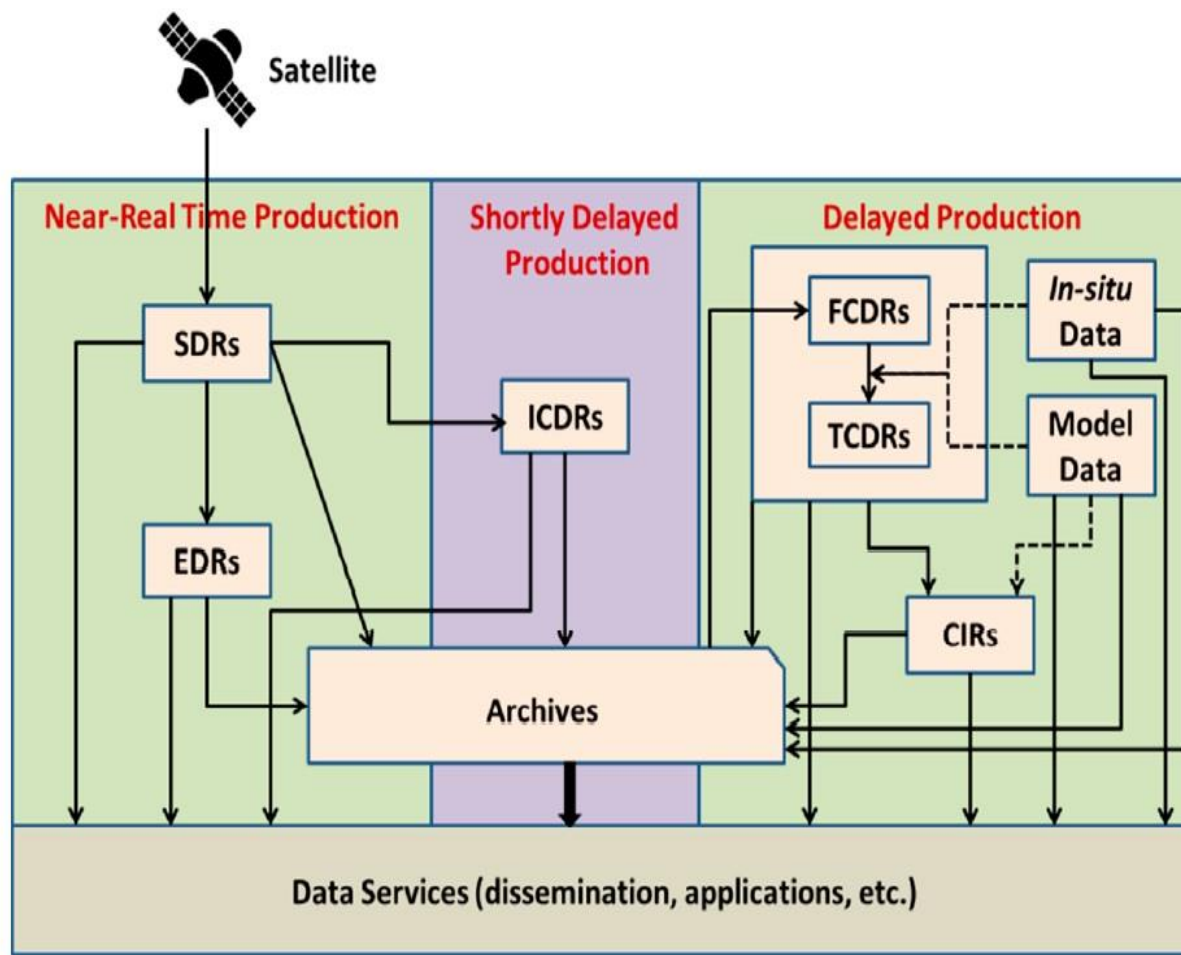 Satellite
Near-Real Time Production
Shortly Delayed
Production
Delayed Production
SDRs
EDRs
ICDRs
FCDRs
TCDRs
In-situ
Data
Model
Data
CIRs
Archives
Data Services (dissemination, applications, etc.)